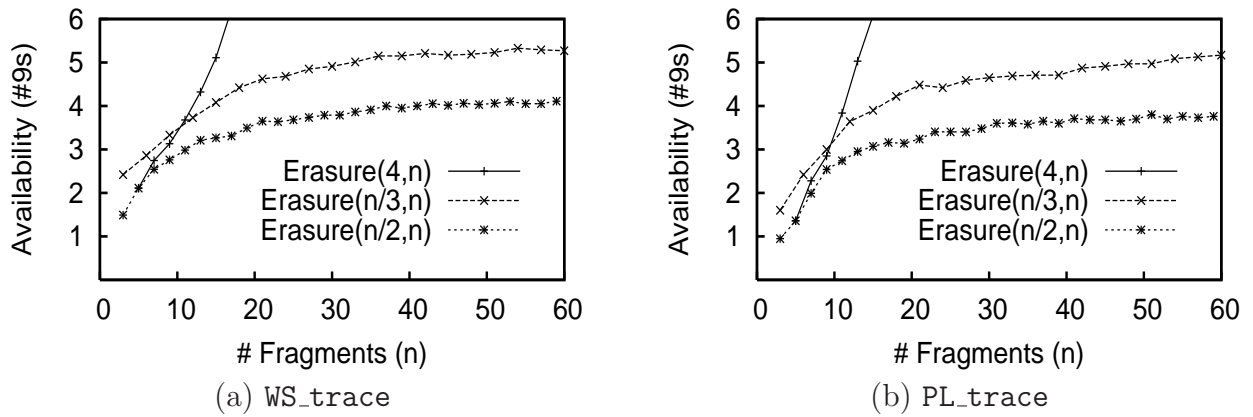 Availability (#9s)
6
5
4
3
2
1
Erasure(4,n)
Erasure(n/3,n)
Erasure(n/2,n)
0 10 20 30 40 50 60
# Fragments (n)
(a) WS_trace
Availability (#9s)
6
5
4
3
2
1
Erasure(4,n)
Erasure(n/3,n)
Erasure(n/2,n)
0 10 20 30 40 50 60
# Fragments (n)
(b) PL_trace